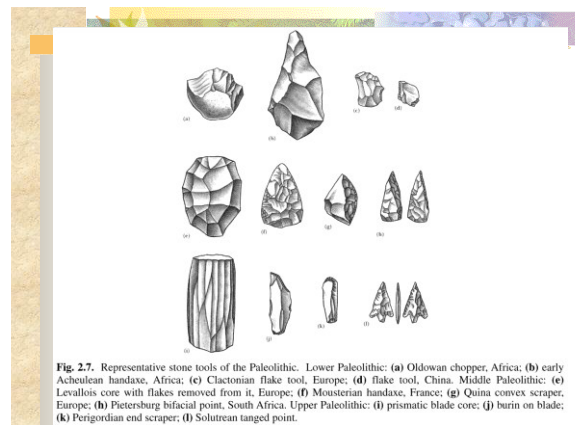 (a)
(b)
(c)
(d)
(e)
(f)
(g)
(h)
(i)
(j)
(k)
(l)
Fig. 2.7. Representative stone tools of the Paleolithic. Lower Paleolithic: (a) Oldowan chopper, Africa; (b) early
Acheulean handaxe, Africa; (c) Clactonian flake tool, Europe; (d) flake tool, China. Middle Paleolithic: (e)
Levallois core with flakes removed from it, Europe; (f) Mousterian handaxe, France; (g) Quina convex scraper,
Europe; (h) Pietersburg bifacial point, South Africa. Upper Paleolithic: (i) prismatic blade core; (j) burin on blade;
(k) Perigordian end scraper; (l) Solutrean tanged point.